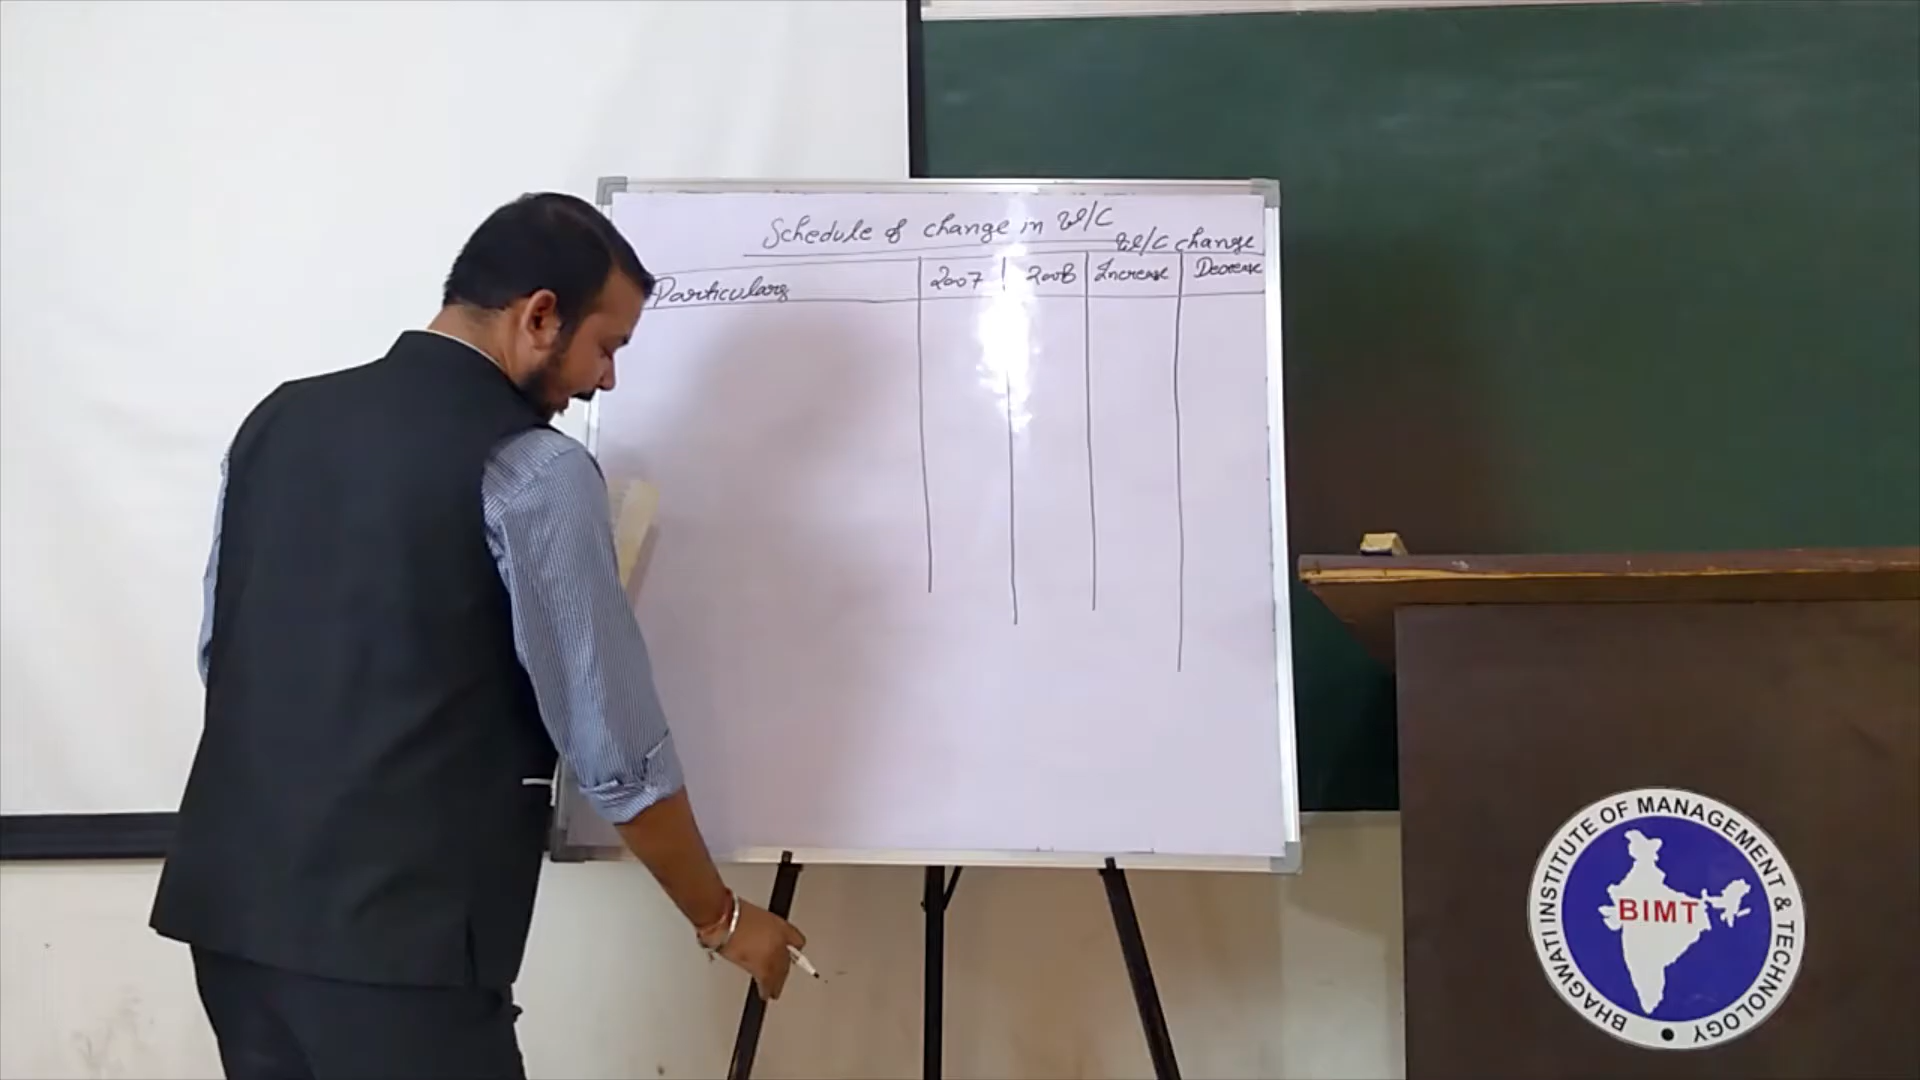 Schedule of change in W/C
W/C change
Particulars 2007 2008 Increase Decrease
BHAGWATI INSTITUTE OF MANAGEMENT & TECHNOLOGY
BIMT